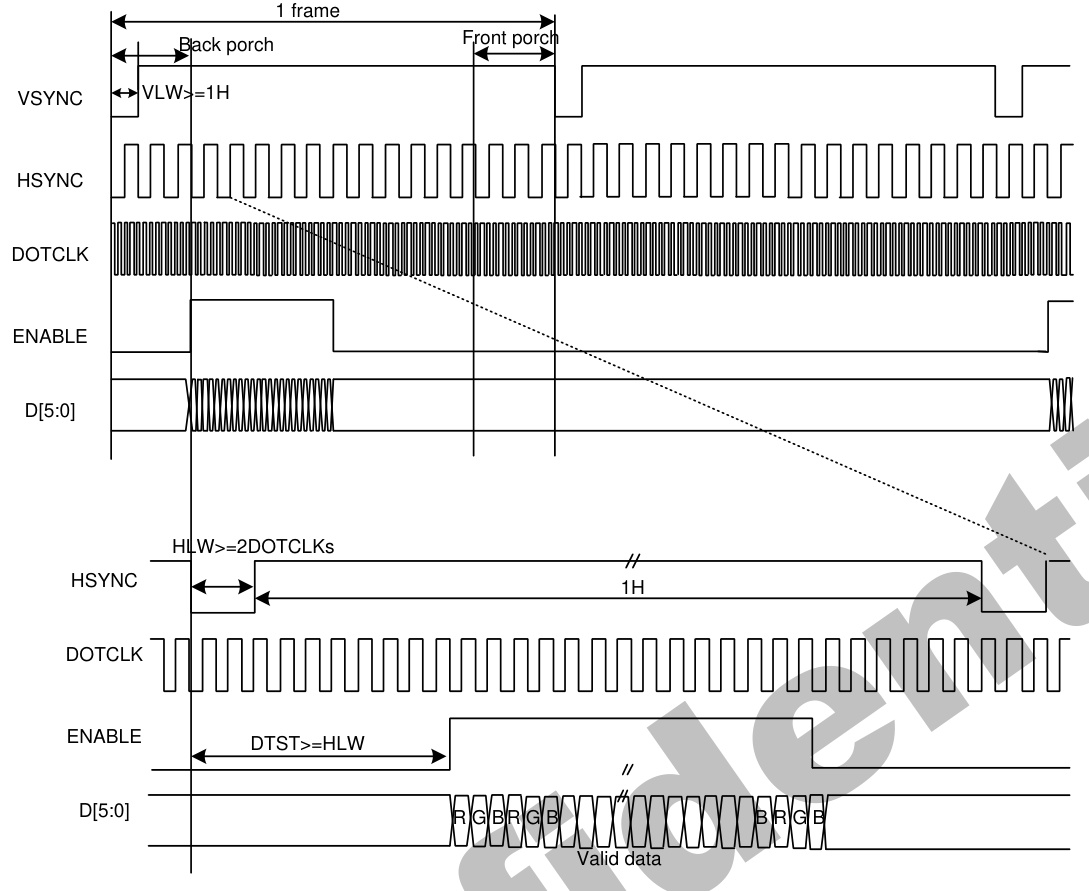 1 frame
Back porch
Front porch
VLW>=1H
VSYNC
HSYNC
DOTCLK
ENABLE
D[5:0]
HLW>=2DOTCLKs
HSYNC
//
1H
DOTCLK
ENABLE
DTST>=HLW
//
D[5:0]
//
R G B R G B B R G B
Valid data
fidenti